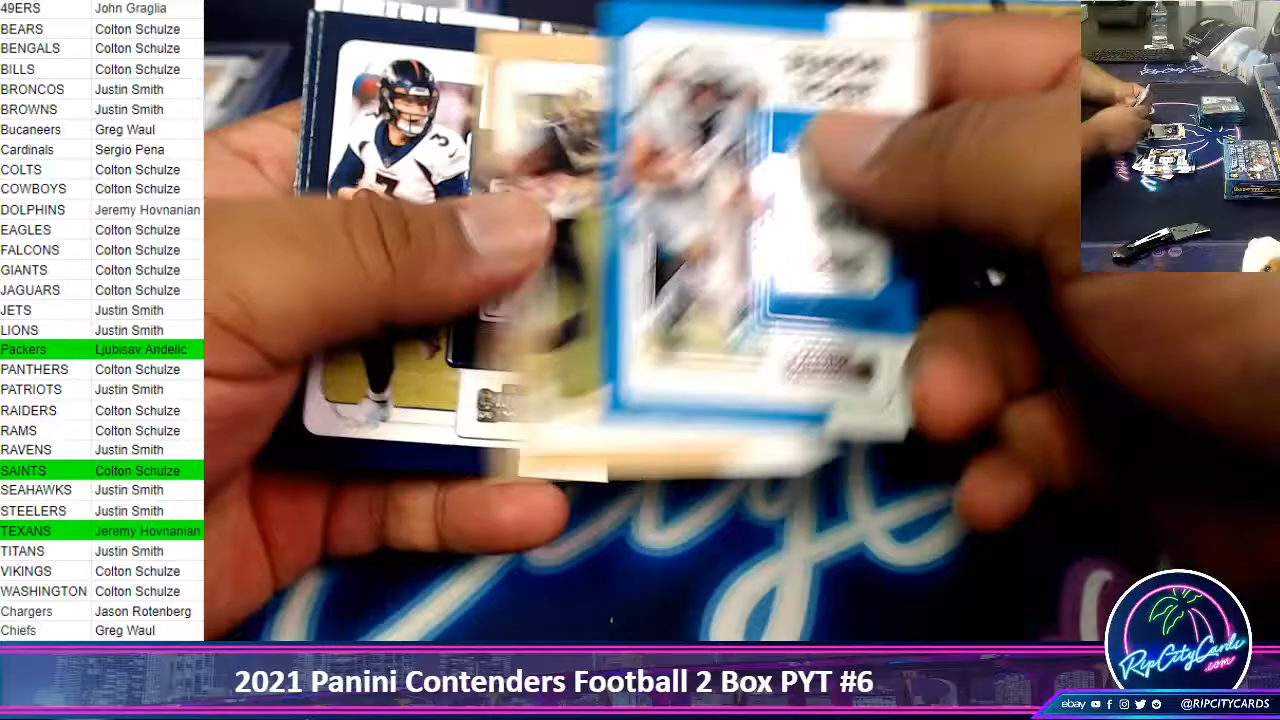 49ERS John Graglia
BEARS Colton Schulze
BENGALS Colton Schulze
BILLS Colton Schulze
BRONCOS Justin Smith
BROWNS Justin Smith
Bucaneers Greg Waul
Cardinals Sergio Pena
COLTS Colton Schulze
COWBOYS Colton Schulze
DOLPHINS Jeremy Hovnanian
EAGLES Colton Schulze
FALCONS Colton Schulze
GIANTS Colton Schulze
JAGUARS Colton Schulze
JETS Justin Smith
LIONS Justin Smith
Packers Ljubisav Andelic
PANTHERS Colton Schulze
PATRIOTS Justin Smith
RAIDERS Colton Schulze
RAMS Colton Schulze
RAVENS Justin Smith
SAINTS Colton Schulze
SEAHAWKS Justin Smith
STEELERS Justin Smith
TEXANS Jeremy Hovnanian
TITANS Justin Smith
VIKINGS Colton Schulze
WASHINGTON Colton Schulze
Chargers Jason Rotenberg
Chiefs Greg Waul
3
RipCityCards
.com
2021 Panini Contenders Football 2 Box PYT #6
ebay @RIPCITYCARDS